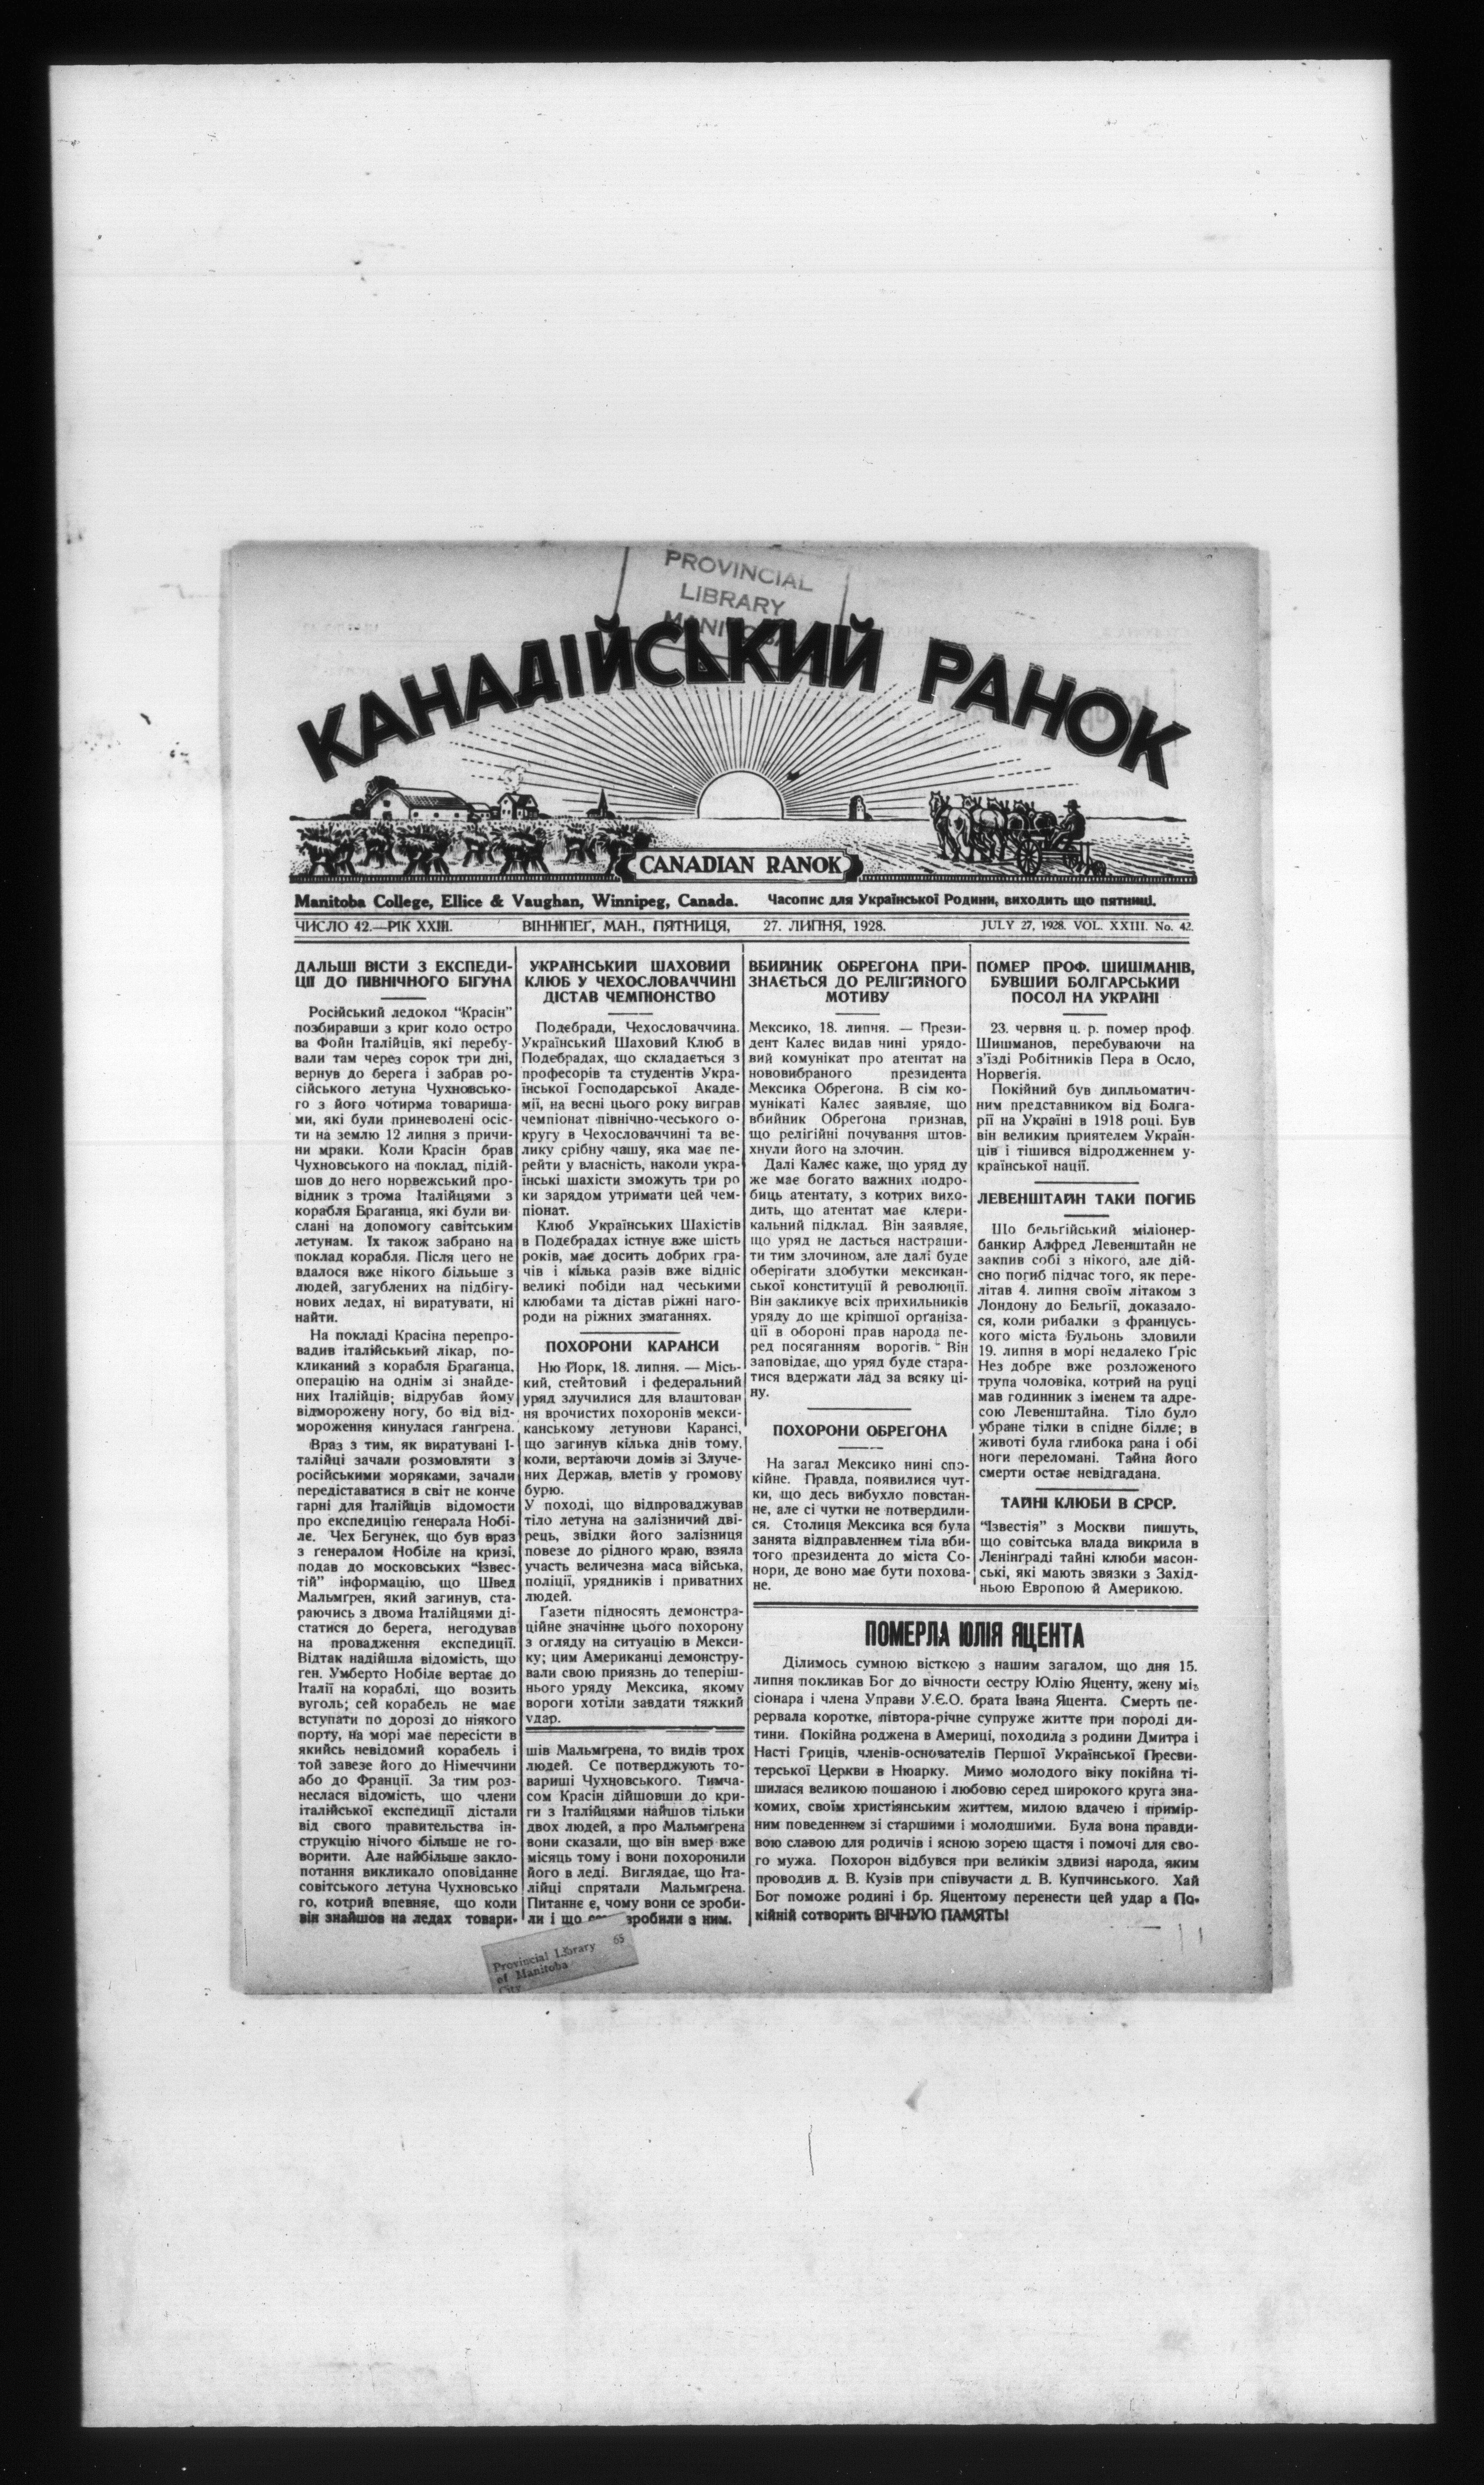 PROVINCIAL
LIBRARY
MANITOBA
КАНАДІЙСЬКИЙ РАНОК
CANADIAN RANOK
Manitoba College, Ellice & Vaughan, Winnipeg, Canada. Часопис для Української Родини, виходить що пятниці.
ЧИСЛО 42.—РІК XXIII. ВІННІПЕҐ, МАН., ПЯТНИЦЯ, 27. ЛИПНЯ, 1928. JULY 27, 1928. VOL. XXIII. No. 42.
ДАЛЬШІ ВІСТИ З ЕКСПЕДИ-
ЦІЇ ДО ПІВНІЧНОГО БІГУНА
Російський ледокол "Красін"
позбиравши з криг коло остро
ва Фойн Італійців, які перебу-
вали там через сорок три дні,
вернув до берега і забрав ро-
сійського летуна Чухновсько-
го з його чотирма товариша-
ми, які були приневолені осіс-
ти на землю 12 липня з причи-
ни мраки. Коли Красін брав
Чухновського на поклад, підій-
шов до него норвежський про-
відник з трома Італійцями з
корабля Браганца, які були ви-
слані на допомогу савітським
летунам. Їх також забрано на
поклад корабля. Після цего не
вдалося вже нікого білььше з
людей, загублених на підбігу-
нових ледах, ні виратувати, ні
найти.
На покладі Красіна перепро-
вадив італійськьий лікар, по-
кликаний з корабля Браґанца,
операцію на однім зі знайде-
них Італійців; відрубав йому
відморожену ногу, бо від від-
мороження кинулася ґанґрена.
Враз з тим, як виратувані І-
талійці зачали розмовляти з
російськими моряками, зачали
передіставатися в світ не конче
гарні для Італійців відомости
про експедицію генерала Нобі-
ле. Чех Бегунек, що був враз
з генералом Нобілє на кризі,
подав до московських "Ізвєс-
тій" інформацію, що Швед
Мальмґрен, який загинув, ста-
раючись з двома Італійцями ді-
статися до берега, негодував
на провадження експедиції.
Відтак надійшла відомість, що
ген. Умберто Нобілє вертає до
Італії на кораблі, що возить
вуголь; сей корабель не має
вступати по дорозі до ніякого
порту, на морі має пересісти в
якийсь невідомий корабель і
той завезе його до Німеччини
або до Франції. За тим роз-
неслася відомість, що члени
італійської експедиції дістали
від свого правительства ін-
струкцію нічого більше не го-
ворити. Але найбільше закло-
потання викликало оповіданне
совітського летуна Чухновсько
го, котрий впевняє, що коли
він знайшов на ледах товари-
УКРАЇНСЬКИЙ ШАХОВИЙ
КЛЮБ У ЧЕХОСЛОВАЧЧИНІ
ДІСТАВ ЧЕМПІОНСТВО
Подєбради, Чехословаччина.
Український Шаховий Клюб в
Подєбрадах, що складається з
професорів та студентів Укра-
їнської Господарської Акаде-
мії, на весні цього року виграв
чемпіонат північно-чеського о-
кругу в Чехословаччині та ве-
лику срібну чашу, яка має пе-
рейти у власність, наколи укра-
їнські шахісти зможуть три ро
ки зарядом утримати цей чем-
піонат.
Клюб Українських Шахістів
в Подєбрадах істнує вже шість
років, має досить добрих гра-
чів і кілька разів вже відніс
великі побіди над чеськими
клюбами та дістав ріжні наго-
роди на ріжних змаганнях.
ПОХОРОНИ КАРАНСИ
Ню Йорк, 18. липня. — Місь-
кий, стейтовий і федеральний
уряд злучилися для влаштован
ня врочистих похоронів мекси-
канському летунови Карансі,
що загинув кілька днів тому,
коли, вертаючи домів зі Злуче-
них Держав, влетів у громову
бурю.
У поході, що відпроваджував
тіло летуна на залізничий дві-
рець, звідки його залізниця
повезе до рідного краю, взяла
участь величезна маса війська,
поліції, урядників і приватних
людей.
Газети підносять демонстра-
ційне значінне цього похорону
з огляду на ситуацію в Мекси-
ку; цим Американці демонстру-
вали свою приязнь до теперіш-
нього уряду Мексика, якому
вороги хотіли завдати тяжкий
удар.
шів Мальмґрена, то видів трох
людей. Се потверджують то-
вариші Чухновського. Тимча-
сом Красін дійшовши до кри-
ги з Італійцями найшов тільки
двох людей, а про Мальмґрена
вони сказали, що він вмер вже
місяць тому і вони похоронили
його в леді. Виглядає, що Іта-
лійці спрятали Мальмґрена.
Питанне є, чому вони се зроби-
ли і що зробили з ним.
ВБИЙНИК ОБРЕҐОНА ПРИ-
ЗНАЄТЬСЯ ДО РЕЛІҐІЙНОГО
МОТИВУ
Мексико, 18. липня. — Прези-
дент Калєс видав нині урядо-
вий комунікат про атентат на
нововибраного президента
Мексика Обреґона. В сім ко-
мунікаті Калєс заявляє, що
вбийник Обреґона признав,
що реліґійні почування штов-
хнули його на злочин.
Далі Калєс каже, що уряд ду
же має богато важних подро-
биць атентату, з котрих вихо-
дить, що атентат має клєри-
кальний підклад. Він заявляє,
що уряд не дасться настраши-
ти тим злочином, але далі буде
оберігати здобутки мексикан-
ської конституції й революції.
Він закликує всіх прихильників
уряду до ще кріпшої орґаніза-
ції в обороні прав народа пе-
ред посяганням ворогів. Він
заповідає, що уряд буде стара-
тися вдержати лад за всяку ці-
ну.
ПОХОРОНИ ОБРЕҐОНА
На загал Мексико нині спо-
кійне. Правда, появилися чут-
ки, що десь вибухло повстан-
не, але сі чутки не потвердили-
ся. Столиця Мексика вся була
занята відправленнєм тіла вби-
того президента до міста Со-
нори, де воно має бути похова-
не.
ПОМЕР ПРОФ. ШИШМАНІВ,
БУВШИЙ БОЛГАРСЬКИЙ
ПОСОЛ НА УКРАЇНІ
23. червня ц. р. помер проф.
Шишманов, перебуваючи на
з'їзді Робітників Пера в Осло,
Норвеґія.
Покійний був дипльоматич-
ним представником від Болга-
рії на Україні в 1918 році. Був
він великим приятелем Україн-
ців і тішився відродженнєм у-
країнської нації.
ЛЕВЕНШТАЙН ТАКИ ПОГИБ
Що бельґійський міліонер-
банкир Алфред Левенштайн не
закпив собі з нікого, але дій-
сно погиб підчас того, як пере-
літав 4. липня своїм літаком з
Лондону до Бельґії, доказало-
ся, коли рибалки з француськ-
кого міста Бульонь зловили
19. липня в морі недалеко Ґріс
Нез добре вже розложеного
трупа чоловіка, котрий на руці
мав годинник з іменем та адре-
сою Левенштайна. Тіло було
убране тілки в спідне біллє; в
животі була глибока рана і обі
ноги переломані. Тайна його
смерти остає невідгадана.
ТАЙНІ КЛЮБИ В СРСР.
"Ізвєстія" з Москви пишуть,
що совітська влада викрила в
Лєнінґраді тайні клюби масон-
ські, які мають звязки з Захід-
ньою Европою й Америкою.
ПОМЕРЛА ЮЛІЯ ЯЦЕНТА
Ділимось сумною вісткою з нашим загалом, що дня 15.
липня покликав Бог до вічности сестру Юлію Яценту, жену мі-
сіонара і члена Управи У.Є.О. брата Івана Яцента. Смерть пе-
рервала коротке, півтора-річне супруже життє при породі ди-
тини. Покійна роджена в Америці, походила з родини Дмитра і
Насті Гриців, членів-основателів Першої Української Пресви-
терської Церкви в Нюарку. Мимо молодого віку покійна ті-
шилася великою пошаною і любовю серед широкого круга зна-
комих, своїм християнським життєм, милою вдачею і примір-
ним поведеннєм зі старшими і молодшими. Була вона правди-
вою славою для родичів і ясною зорею щастя і помочі для сво-
го мужа. Похорон відбувся при великім здвизі народа, яким
проводив д. В. Кузів при співучасти д. В. Купчинського. Хай
Бог поможе родині і бр. Яцентому перенести цей удар а По-
кійній сотворить ВІЧНУЮ ПАМЯТЬ!
Provincial Library 65
of Manitoba
City